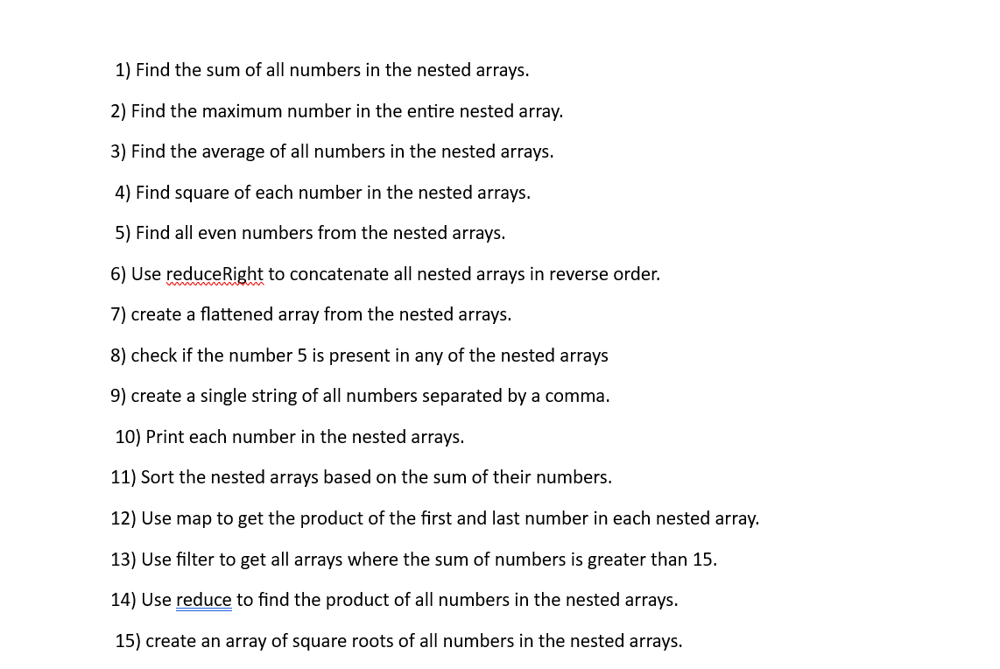 1) Find the sum of all numbers in the nested arrays.
2) Find the maximum number in the entire nested array.
3) Find the average of all numbers in the nested arrays.
4) Find square of each number in the nested arrays.
5) Find all even numbers from the nested arrays.
6) Use reduceRight to concatenate all nested arrays in reverse order.
7) create a flattened array from the nested arrays.
8) check if the number 5 is present in any of the nested arrays
9) create a single string of all numbers separated by a comma.
10) Print each number in the nested arrays.
11) Sort the nested arrays based on the sum of their numbers.
12) Use map to get the product of the first and last number in each nested array.
13) Use filter to get all arrays where the sum of numbers is greater than 15.
14) Use reduce to find the product of all numbers in the nested arrays.
15) create an array of square roots of all numbers in the nested arrays.